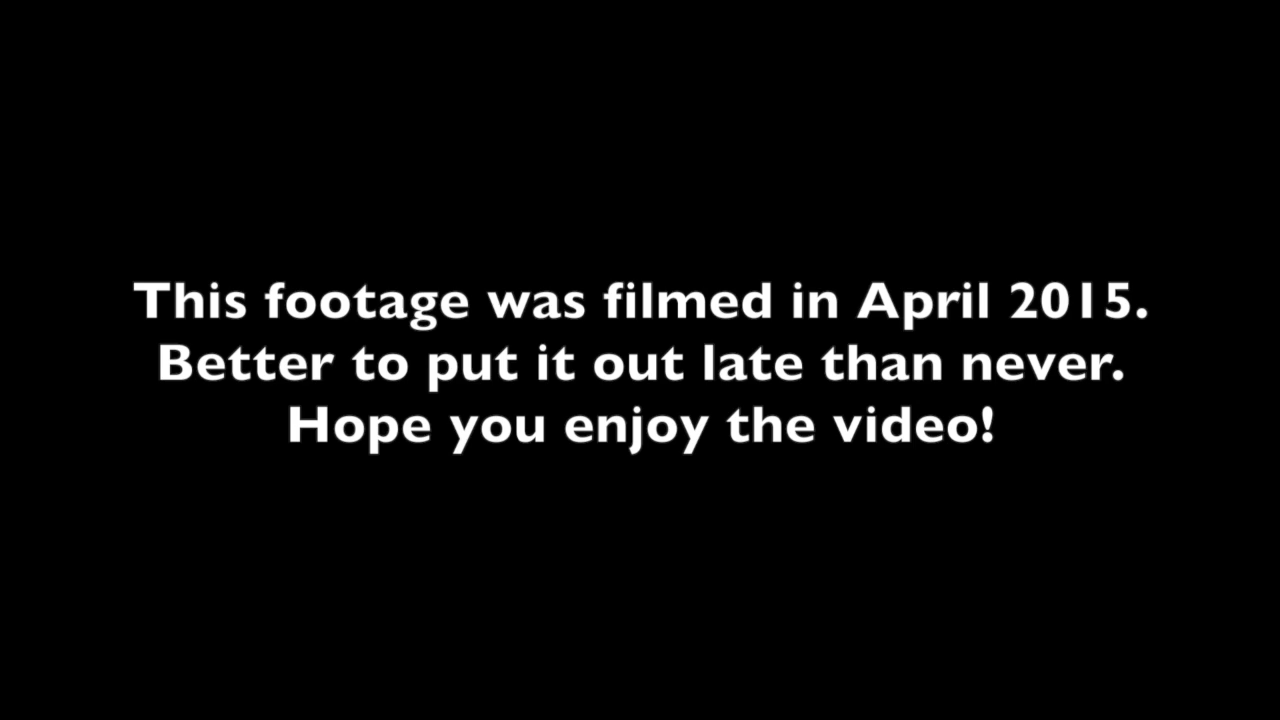 This footage was filmed in April 2015.
Better to put it out late than never.
Hope you enjoy the video!